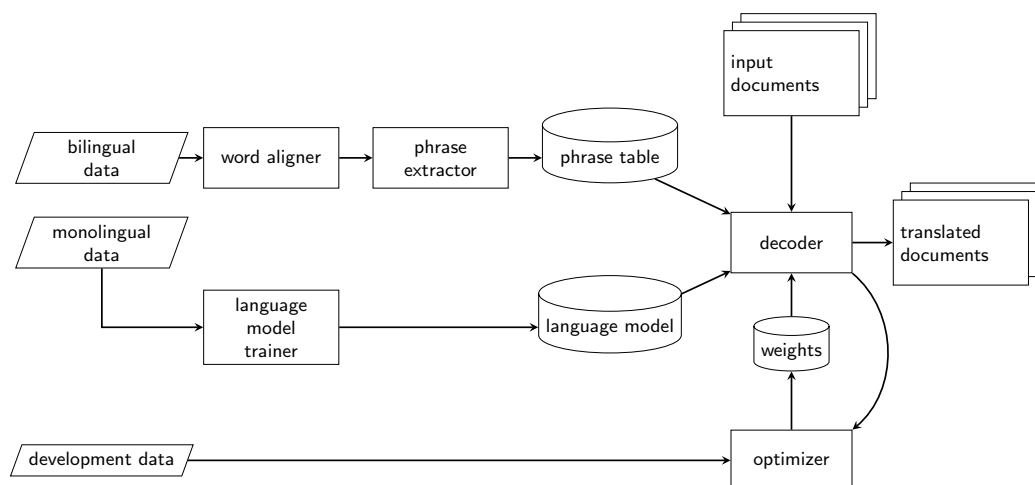 input
documents
bilingual
data
word aligner
phrase
extractor
phrase table
monolingual
data
decoder
translated
documents
language
model
trainer
language model
weights
development data
optimizer